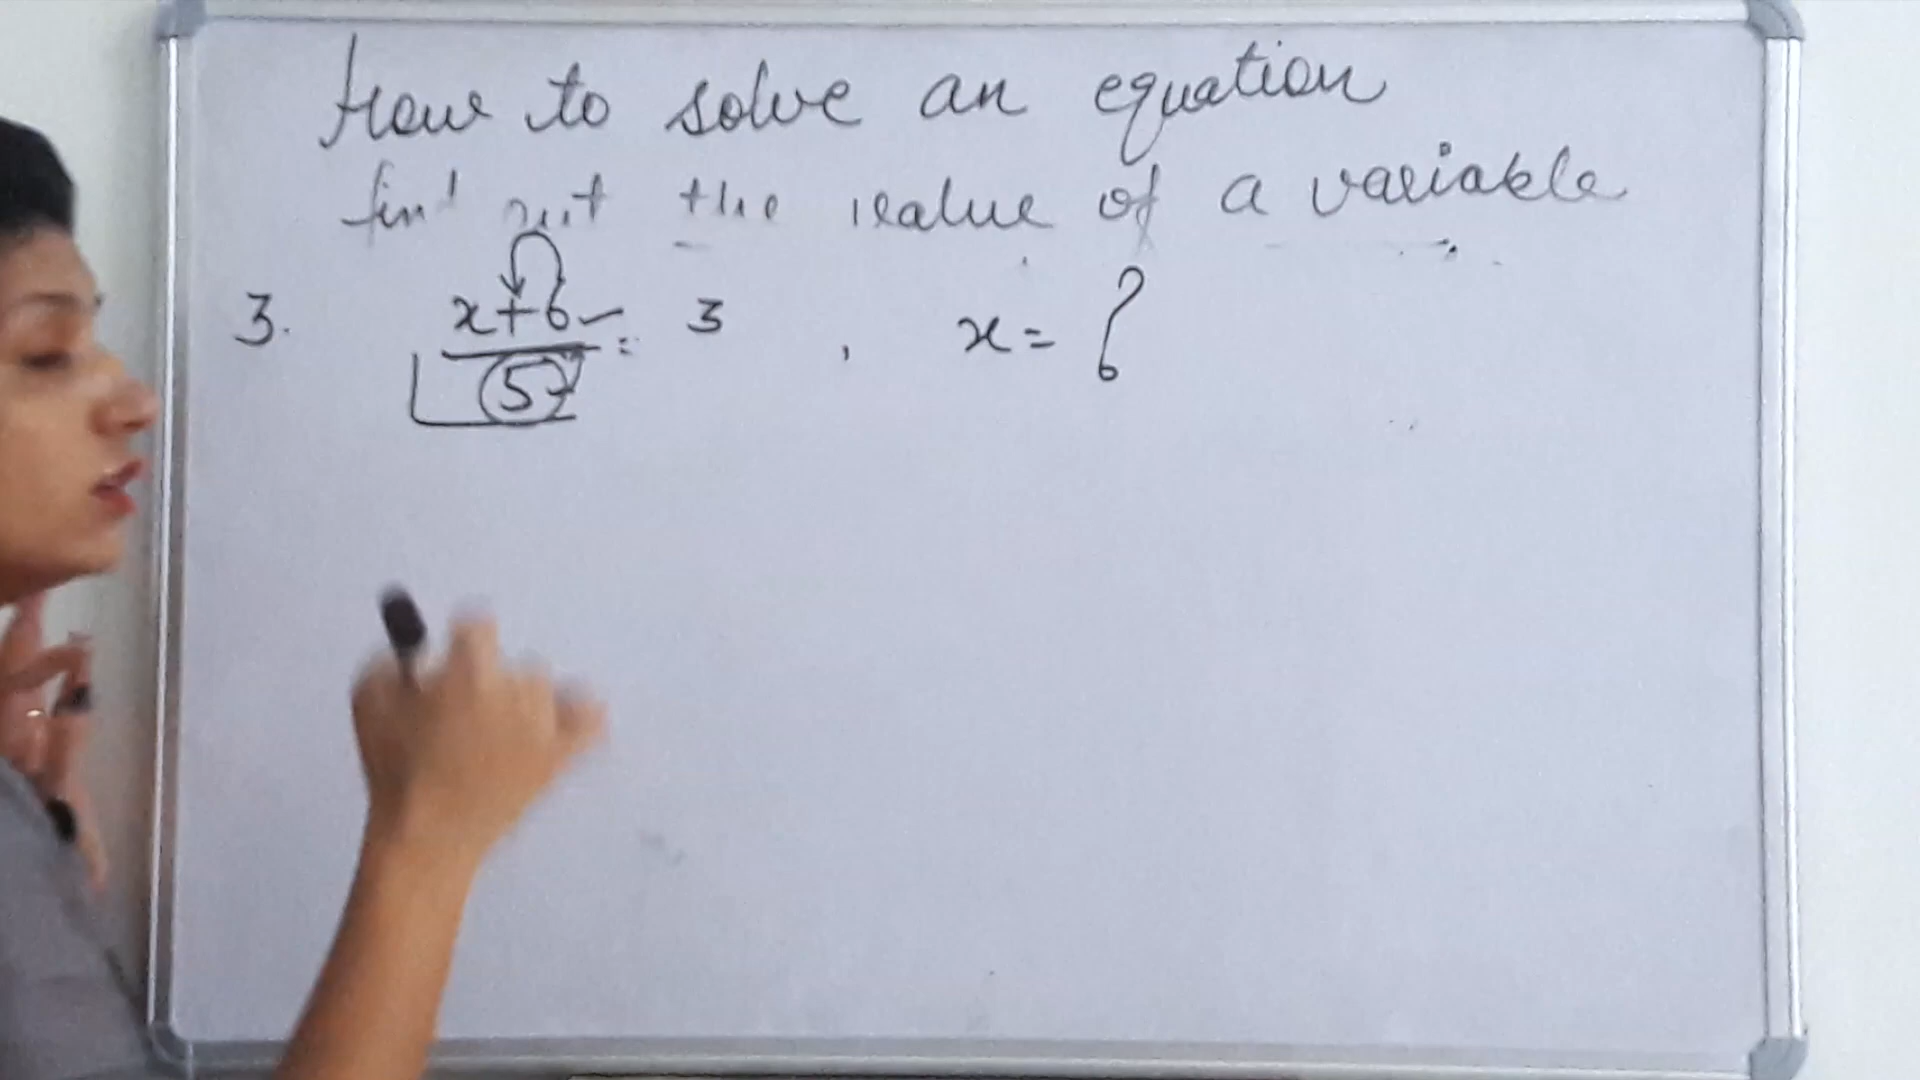 How to solve an equation
find out the value of a variable
3. x+6/5 = 3 , x = ?